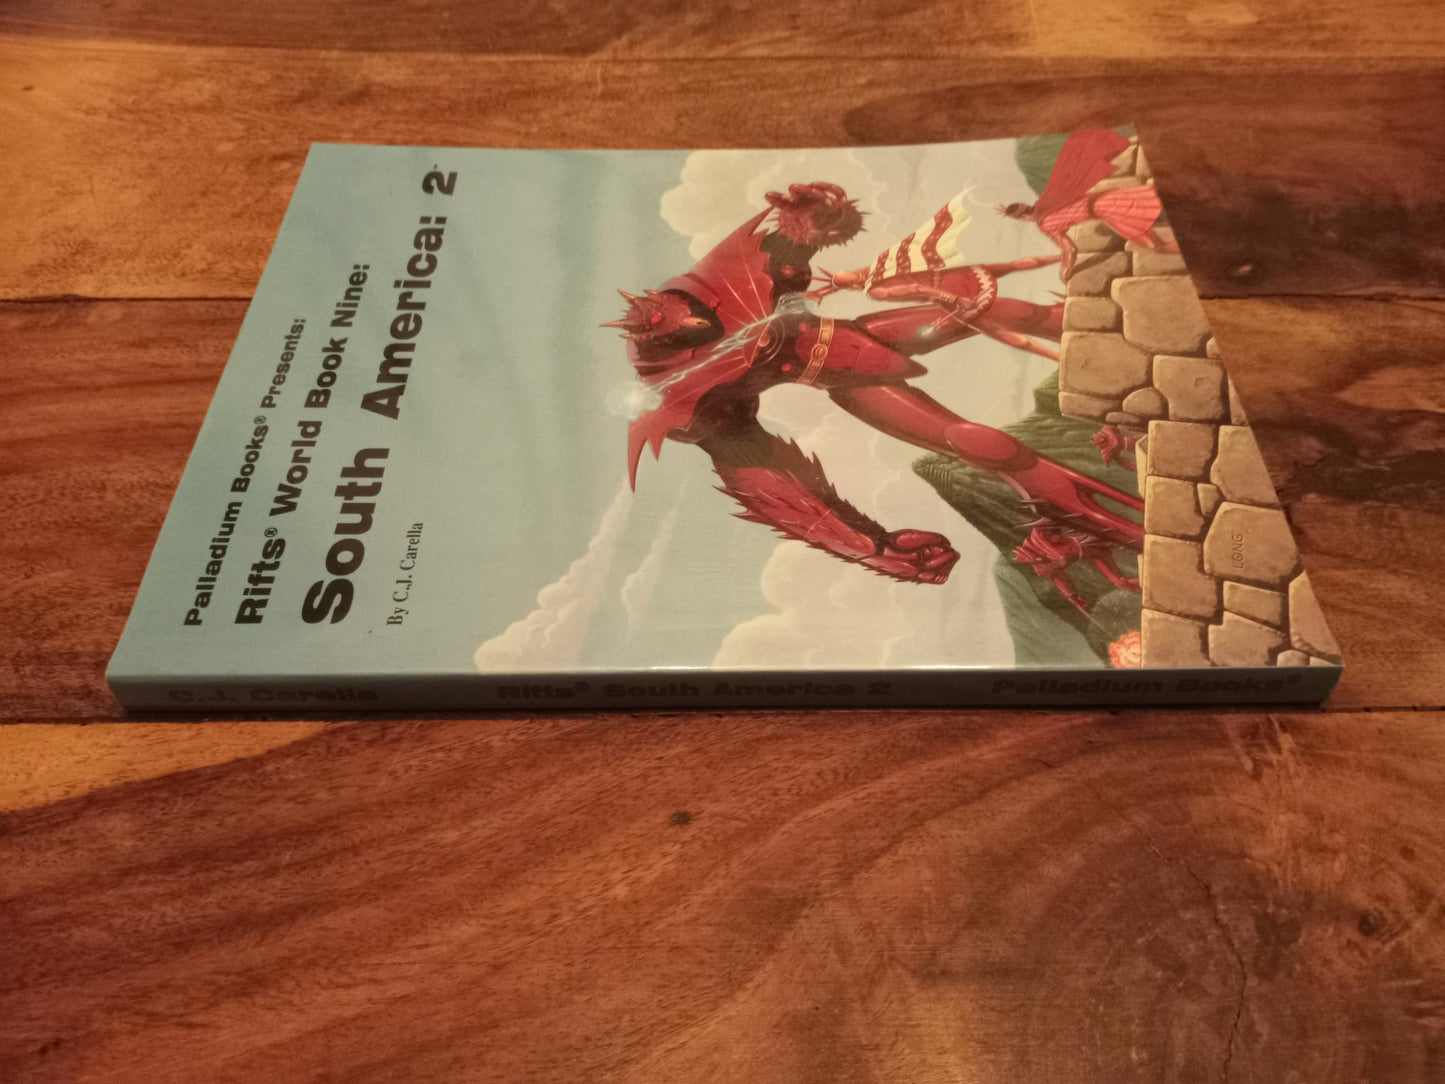 Palladium Books® Presents:
Rifts® World Book Nine:
South America: 2™
By C.J. Carella
LONG
C.J. Carella Rifts® South America 2 Palladium Books®